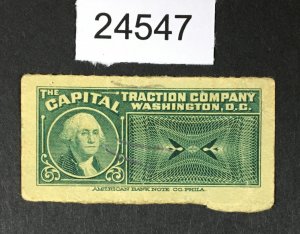 24547
THE CAPITAL TRACTION COMPANY
WASHINGTON, D.C.
AMERICAN BANK NOTE CO. PHILA.